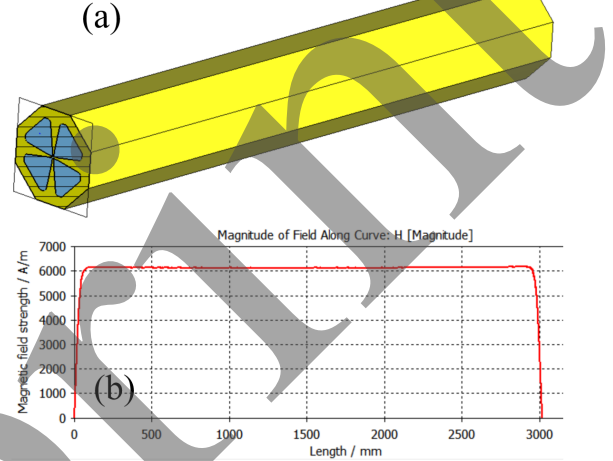 (a)
Magnitude of Field Along Curve: H [Magnitude]
Magnetic field strength / A/m
7000
6000
5000
4000
3000
2000
1000
0
(b)
0 500 1000 1500 2000 2500 3000
Length / mm